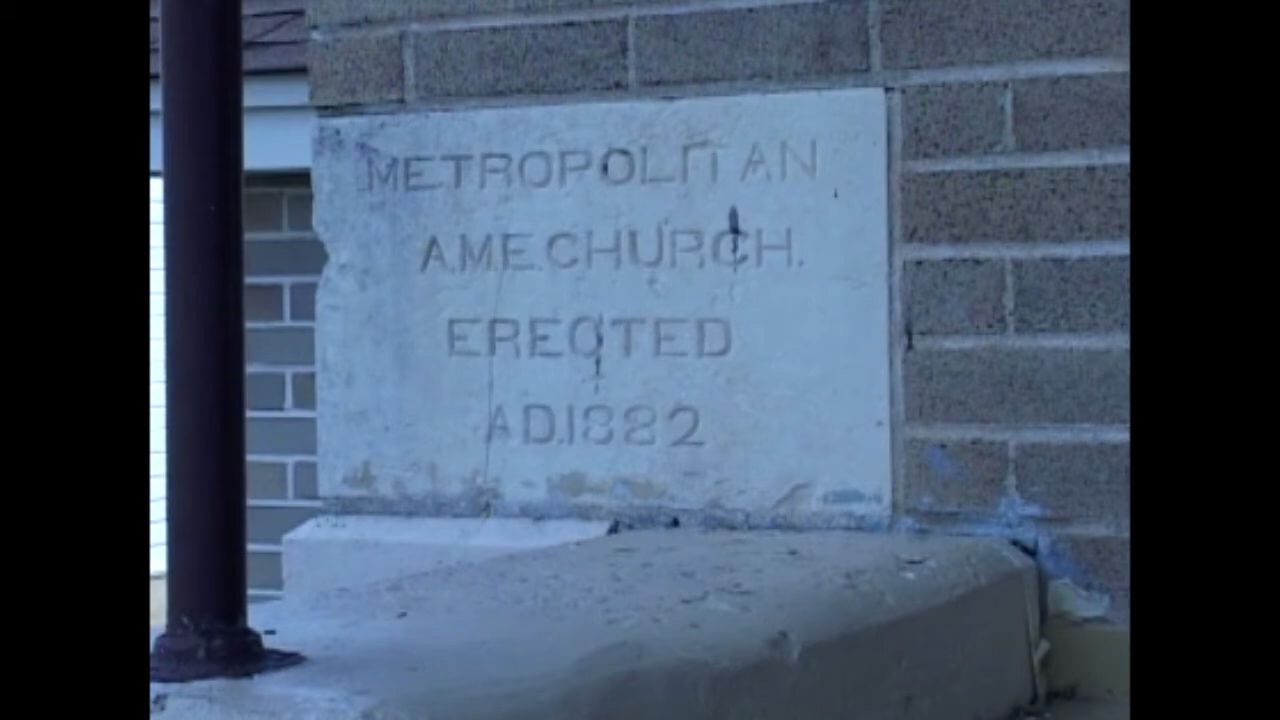 METROPOLITAN
A.M.E. CHURCH.
ERECTED
A.D. 1882